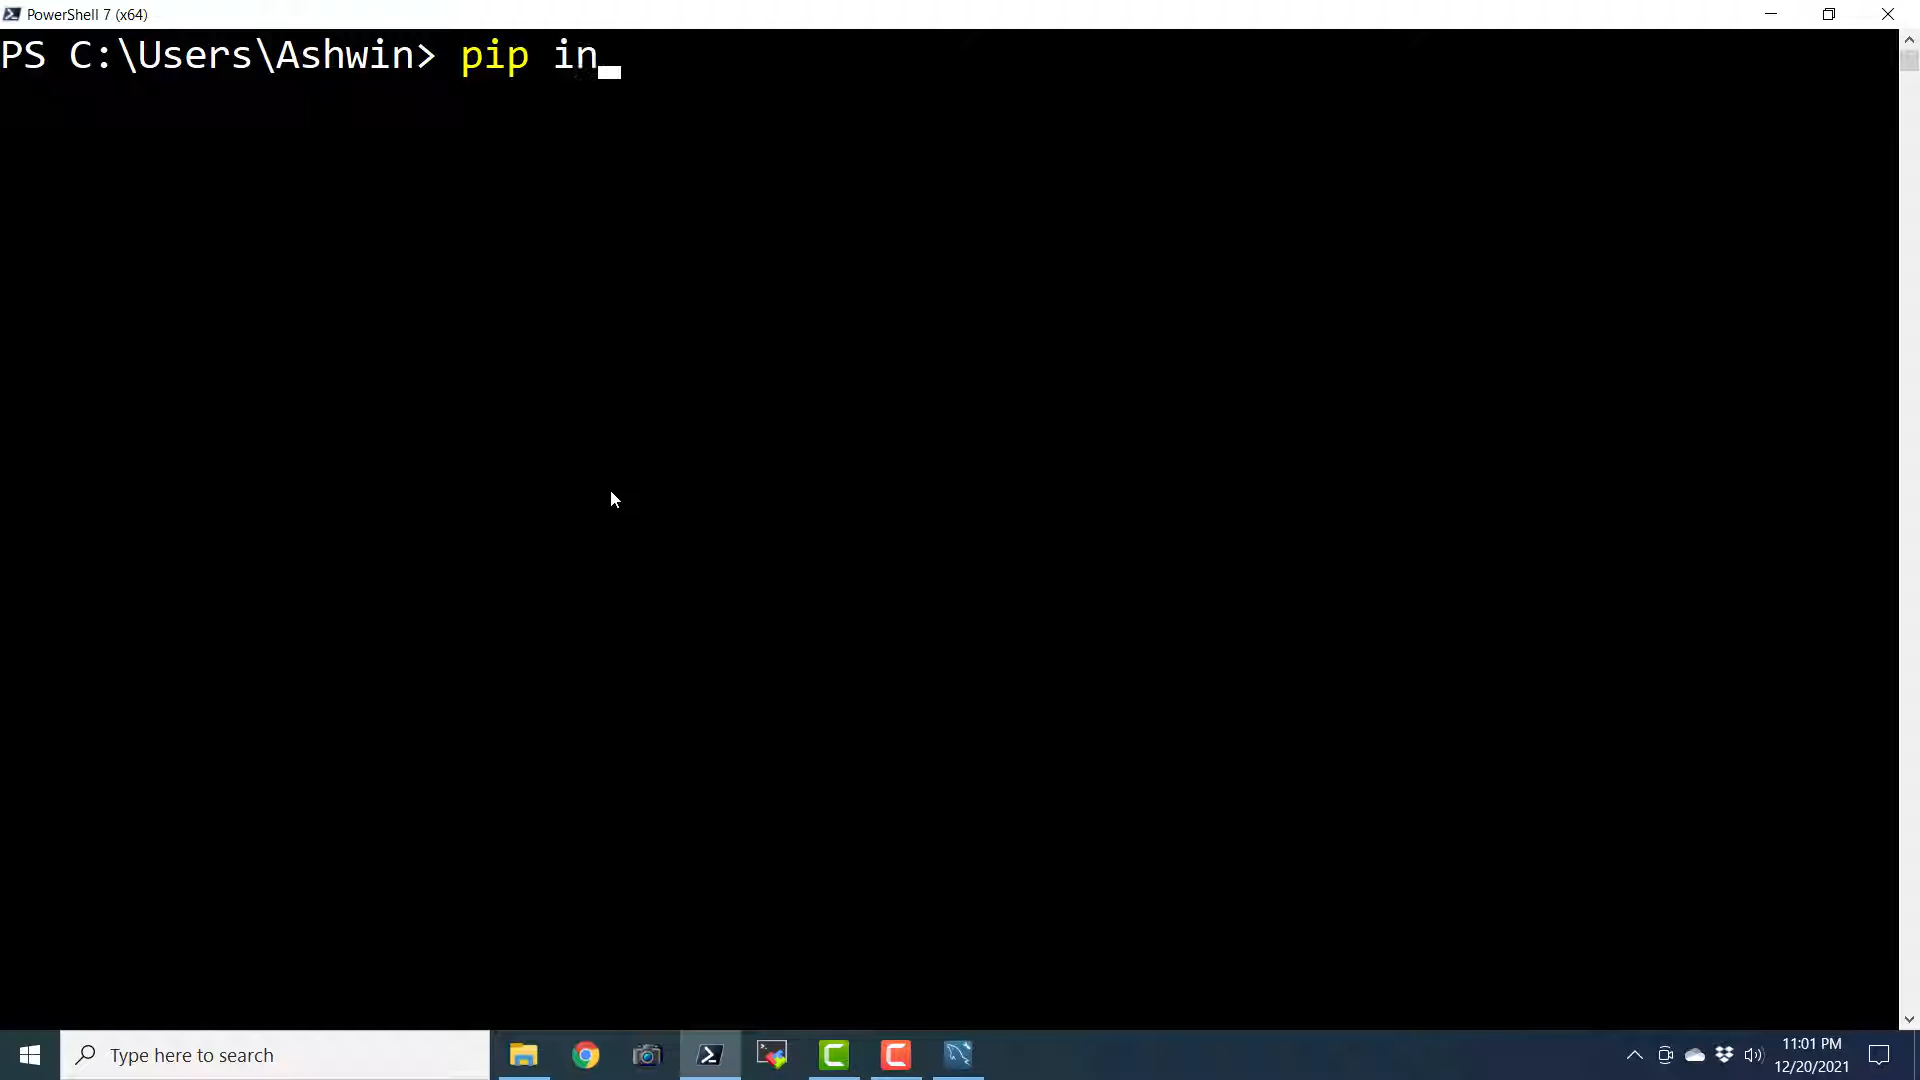 PowerShell 7 (x64)
PS C:\Users\Ashwin> pip in
Type here to search
11:01 PM
12/20/2021